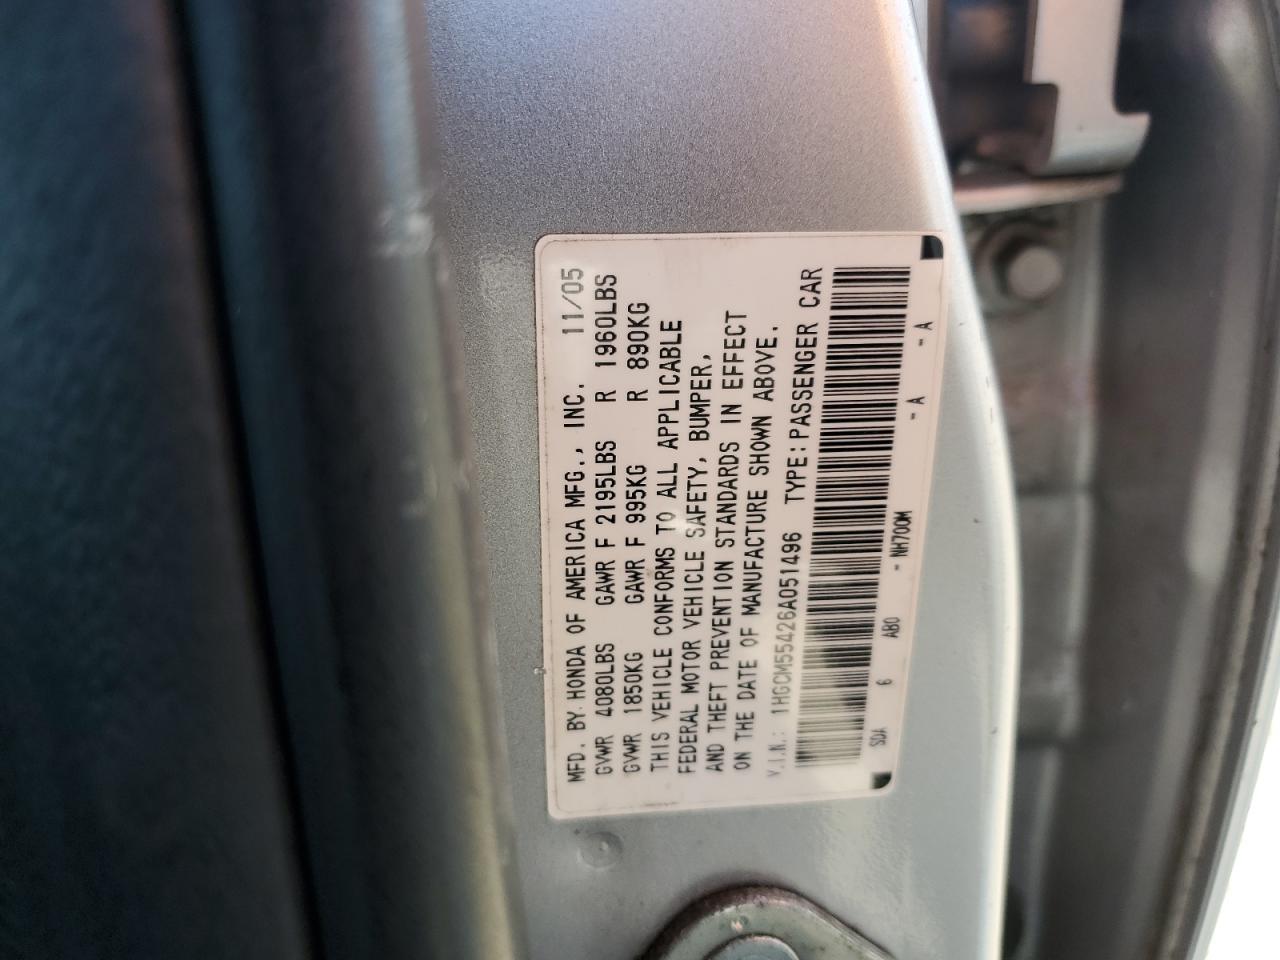 MFD. BY HONDA OF AMERICA MFG., INC. 11/05
GVWR 4080LBS GAWR F 2195LBS R 1960LBS
GVWR 1850KG GAWR F 995KG R 890KG
THIS VEHICLE CONFORMS TO ALL APPLICABLE
FEDERAL MOTOR VEHICLE SAFETY, BUMPER,
AND THEFT PREVENTION STANDARDS IN EFFECT
ON THE DATE OF MANUFACTURE SHOWN ABOVE.
V.I.N.: 1HGCM55426A051496 TYPE:PASSENGER CAR
SDA 6 AB0 - NH700M - A - A